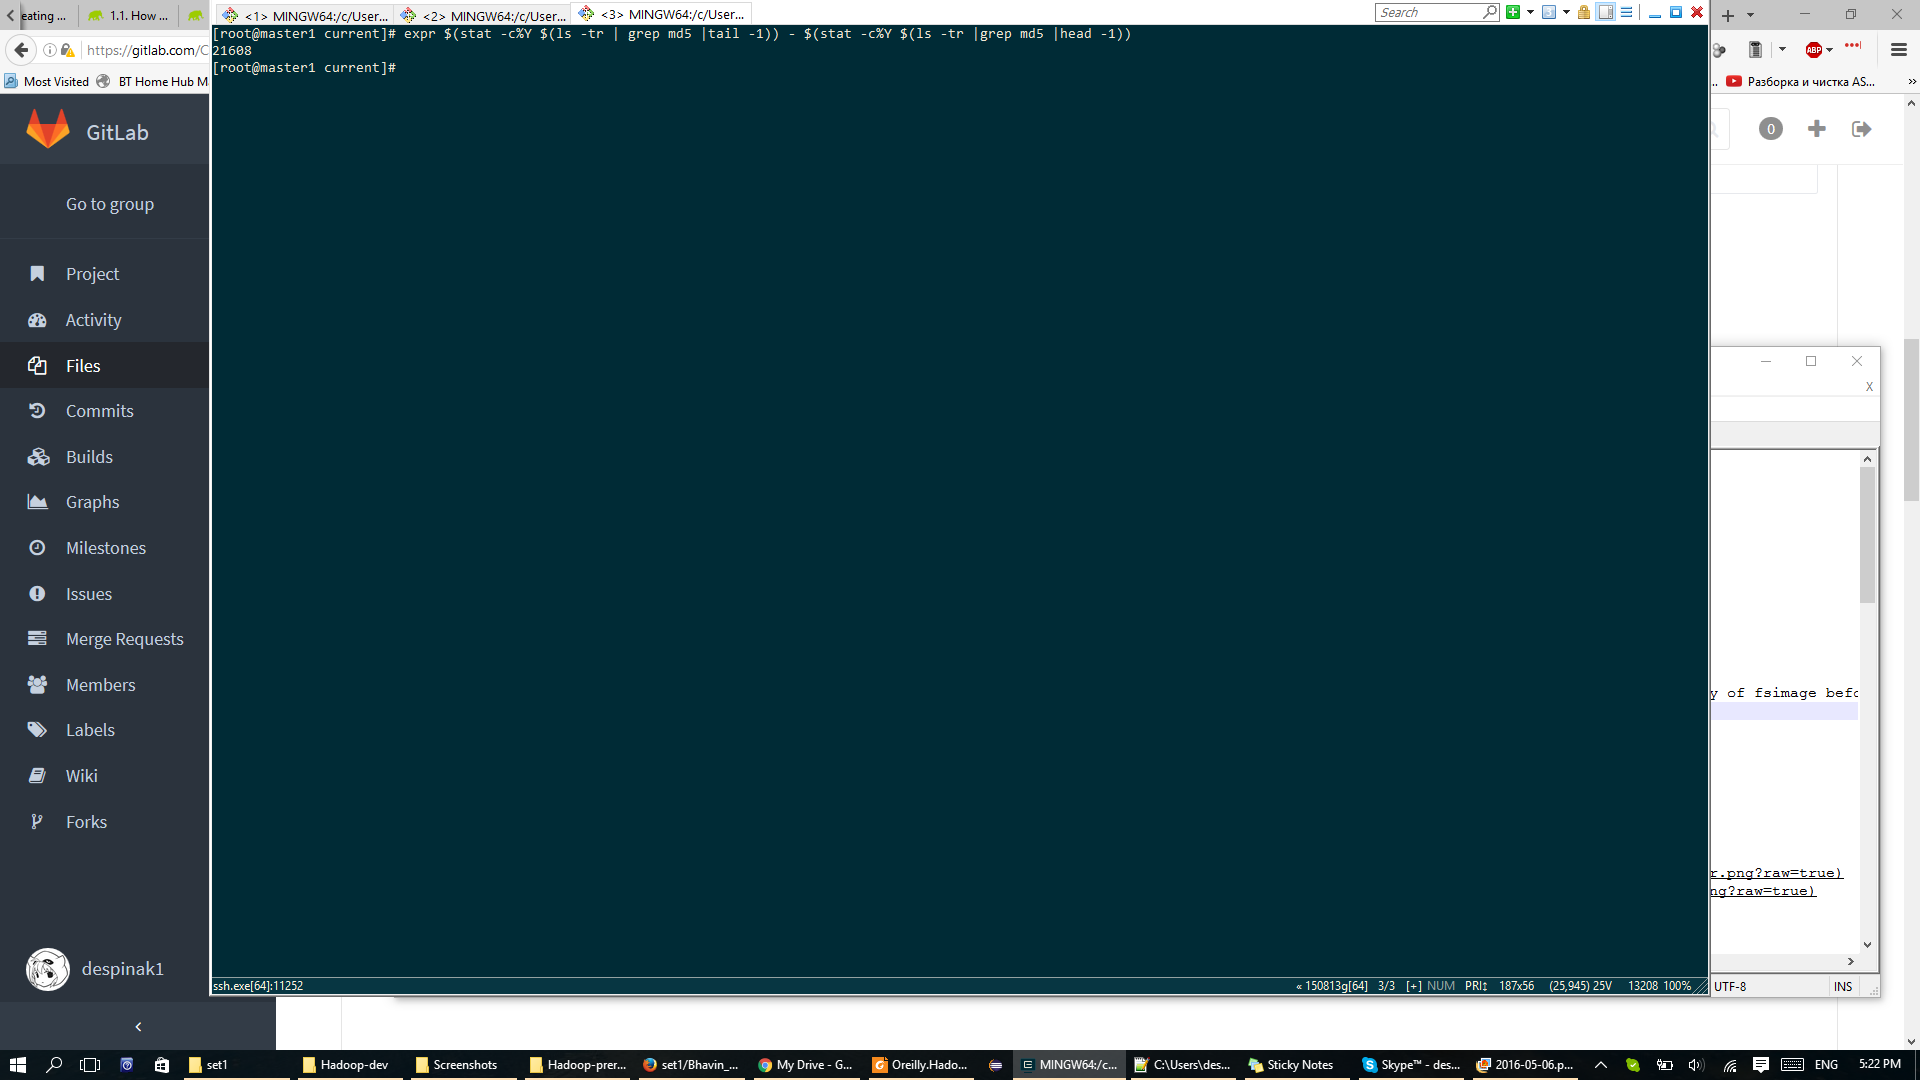 eating ...
1.1. How ...
<1> MINGW64:/c/User...
<2> MINGW64:/c/User...
<3> MINGW64:/c/User...
Search
https://gitlab.com/C
ABP
Most Visited
BT Home Hub M
Разборка и чистка AS...
[root@master1 current]# expr $(stat -c%Y $(ls -tr | grep md5 |tail -1)) - $(stat -c%Y $(ls -tr |grep md5 |head -1))
21608
[root@master1 current]#
GitLab
0
Go to group
Project
Activity
Files
Commits
Builds
Graphs
Milestones
Issues
Merge Requests
Members
Labels
Wiki
Forks
despinak1
X
y of fsimage befo
r.png?raw=true)
ng?raw=true)
ssh.exe[64]:11252
« 150813g[64] 3/3 [+] NUM PRI↕ 187x56 (25,945) 25V 13208 100%
UTF-8
INS
set1
Hadoop-dev
Screenshots
Hadoop-prer...
set1/Bhavin_...
My Drive - G...
Oreilly.Hado...
MINGW64:/c...
C:\Users\des...
Sticky Notes
Skype™ - des...
2016-05-06.p...
ENG
5:22 PM